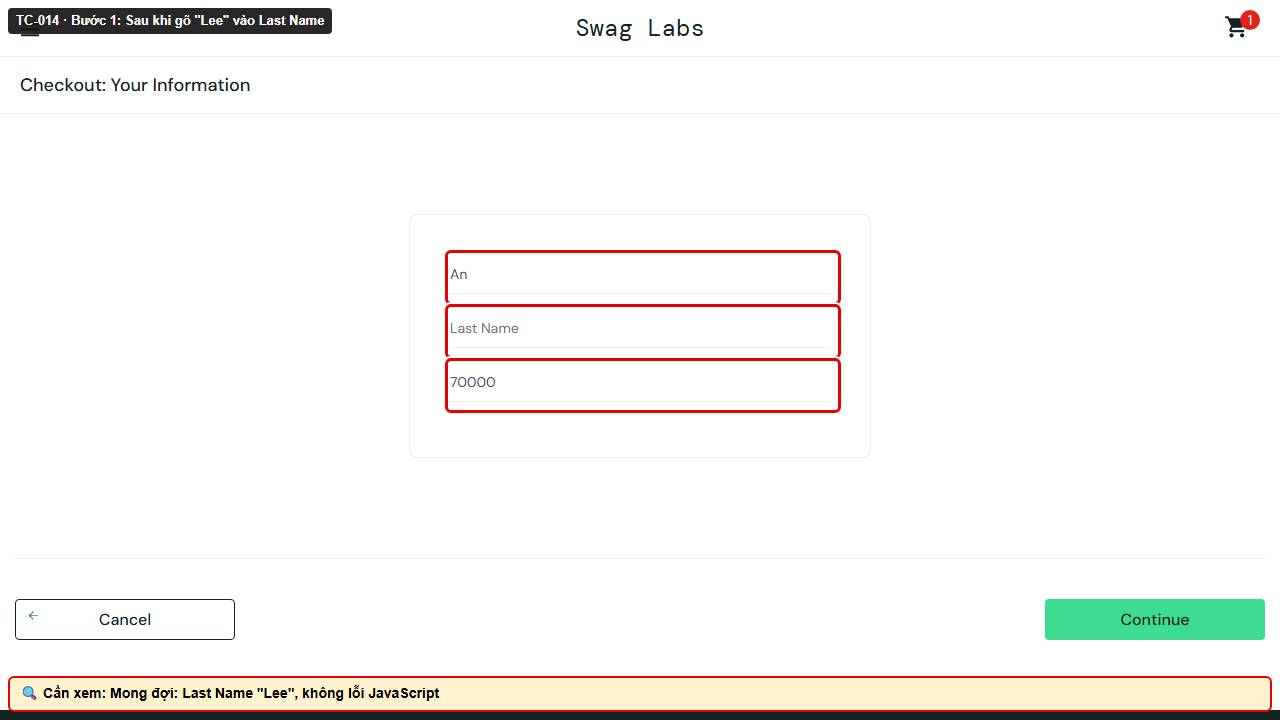 TC-014 · Bước 1: Sau khi gõ "Lee" vào Last Name
Swag Labs
1
Checkout: Your Information
An
Last Name
70000
Cancel
Continue
🔍 Cần xem: Mong đợi: Last Name "Lee", không lỗi JavaScript